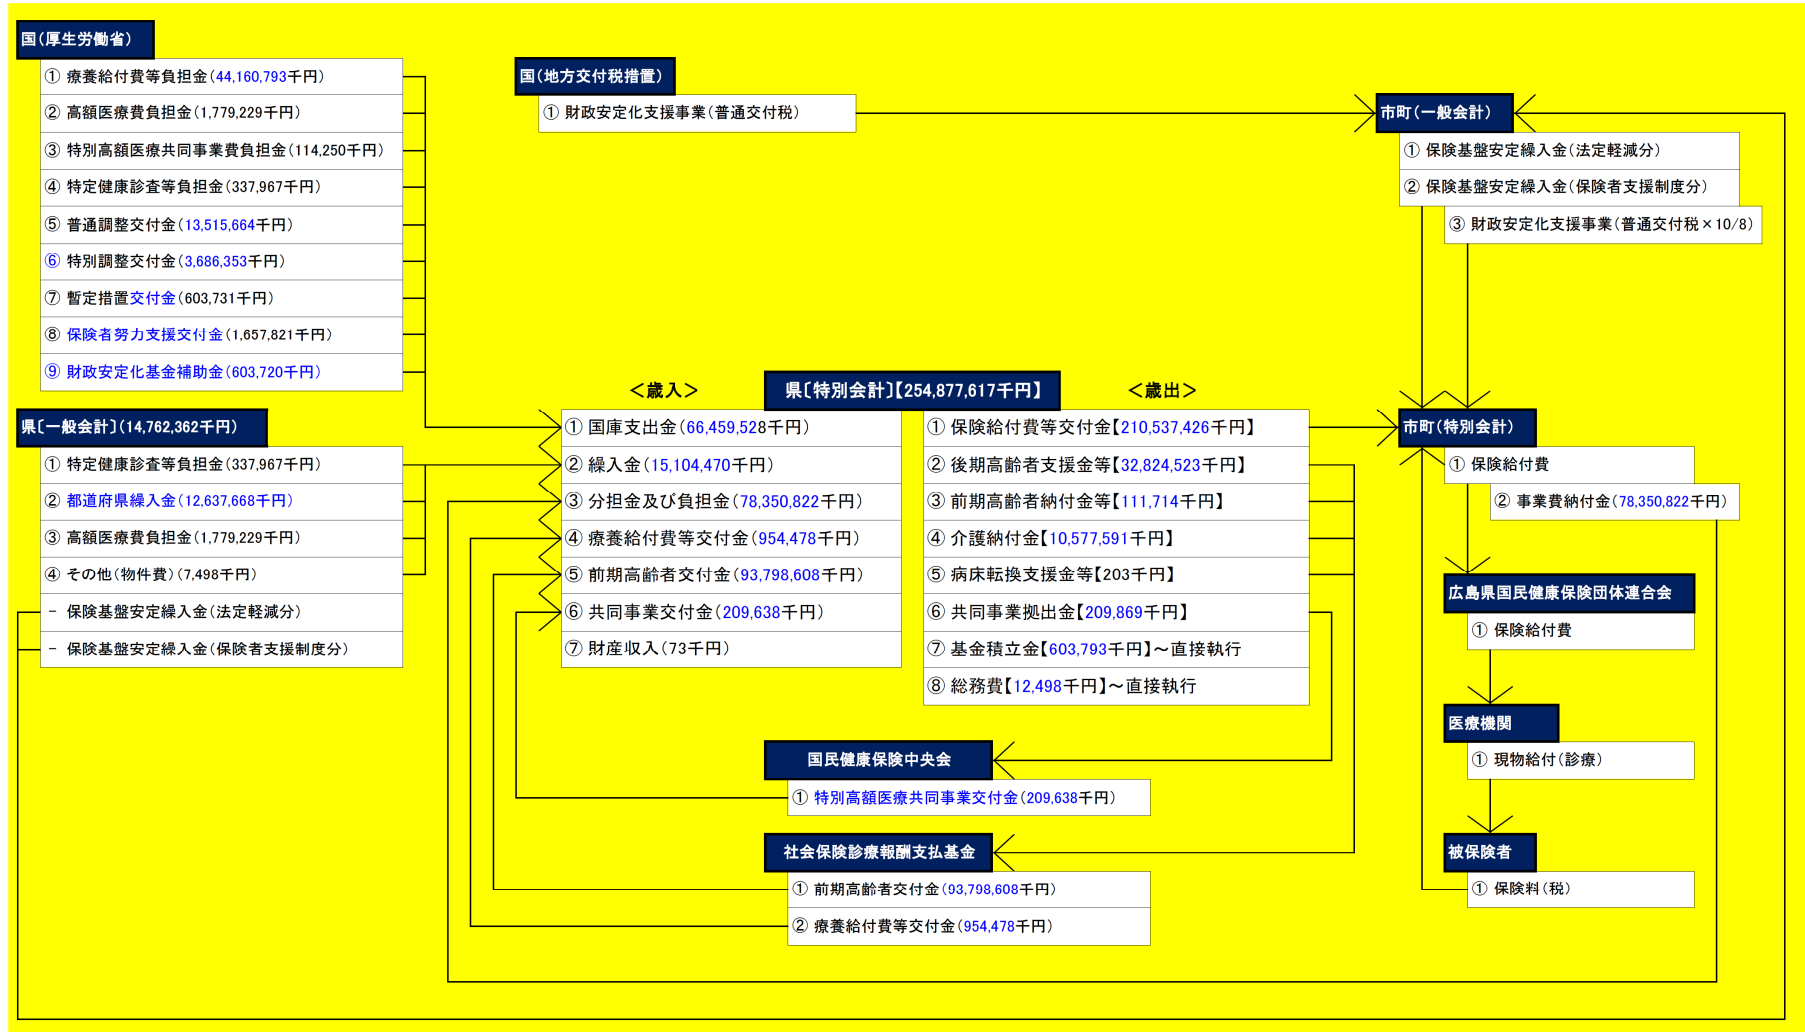 国(厚生労働省)
① 療養給付費等負担金(44,160,793千円)
② 高額医療費負担金(1,779,229千円)
③ 特別高額医療共同事業費負担金(114,250千円)
④ 特定健康診査等負担金(337,967千円)
⑤ 普通調整交付金(13,515,664千円)
⑥ 特別調整交付金(3,686,353千円)
⑦ 暫定措置交付金(603,731千円)
⑧ 保険者努力支援交付金(1,657,821千円)
⑨ 財政安定化基金補助金(603,720千円)
国(地方交付税措置)
① 財政安定化支援事業(普通交付税)
市町(一般会計)
① 保険基盤安定繰入金(法定軽減分)
② 保険基盤安定繰入金(保険者支援制度分)
③ 財政安定化支援事業(普通交付税×10/8)
県〔一般会計〕(14,762,362千円)
① 特定健康診査等負担金(337,967千円)
② 都道府県繰入金(12,637,668千円)
③ 高額医療費負担金(1,779,229千円)
④ その他(物件費)(7,498千円)
- 保険基盤安定繰入金(法定軽減分)
- 保険基盤安定繰入金(保険者支援制度分)
<歳入>
県〔特別会計〕【254,877,617千円】
<歳出>
① 国庫支出金(66,459,528千円)
② 繰入金(15,104,470千円)
③ 分担金及び負担金(78,350,822千円)
④ 療養給付費等交付金(954,478千円)
⑤ 前期高齢者交付金(93,798,608千円)
⑥ 共同事業交付金(209,638千円)
⑦ 財産収入(73千円)
① 保険給付費等交付金【210,537,426千円】
② 後期高齢者支援金等【32,824,523千円】
③ 前期高齢者納付金等【111,714千円】
④ 介護納付金【10,577,591千円】
⑤ 病床転換支援金等【203千円】
⑥ 共同事業拠出金【209,869千円】
⑦ 基金積立金【603,793千円】~直接執行
⑧ 総務費【12,498千円】~直接執行
市町(特別会計)
① 保険給付費
② 事業費納付金(78,350,822千円)
広島県国民健康保険団体連合会
① 保険給付費
医療機関
① 現物給付(診療)
被保険者
① 保険料(税)
国民健康保険中央会
① 特別高額医療共同事業交付金(209,638千円)
社会保険診療報酬支払基金
① 前期高齢者交付金(93,798,608千円)
② 療養給付費等交付金(954,478千円)